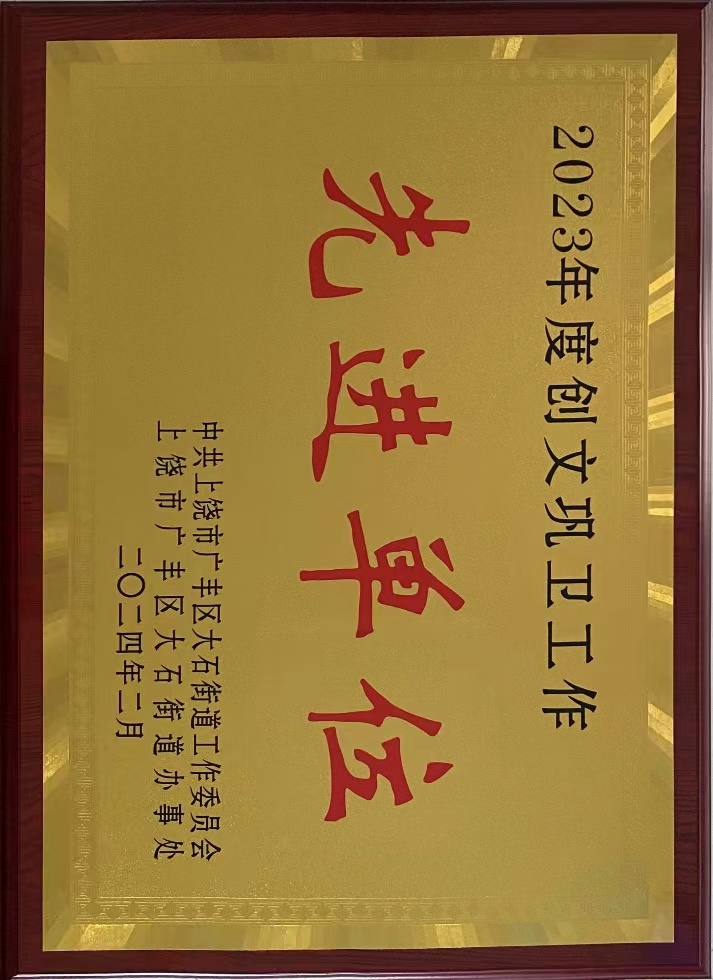 2023年度创文巩卫工作
先进单位
中共上饶市广丰区大石街道工作委员会
上饶市广丰区大石街道办事处
二〇二四年二月